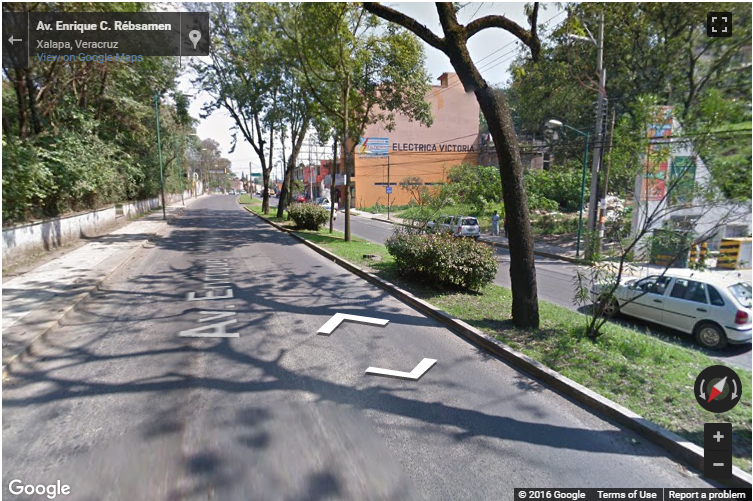 Av. Enrique C. Rébsamen
Xalapa, Veracruz
View on Google Maps
ELECTRICA VICTORIA
Av Enrique
Google
© 2016 Google
Terms of Use
Report a problem